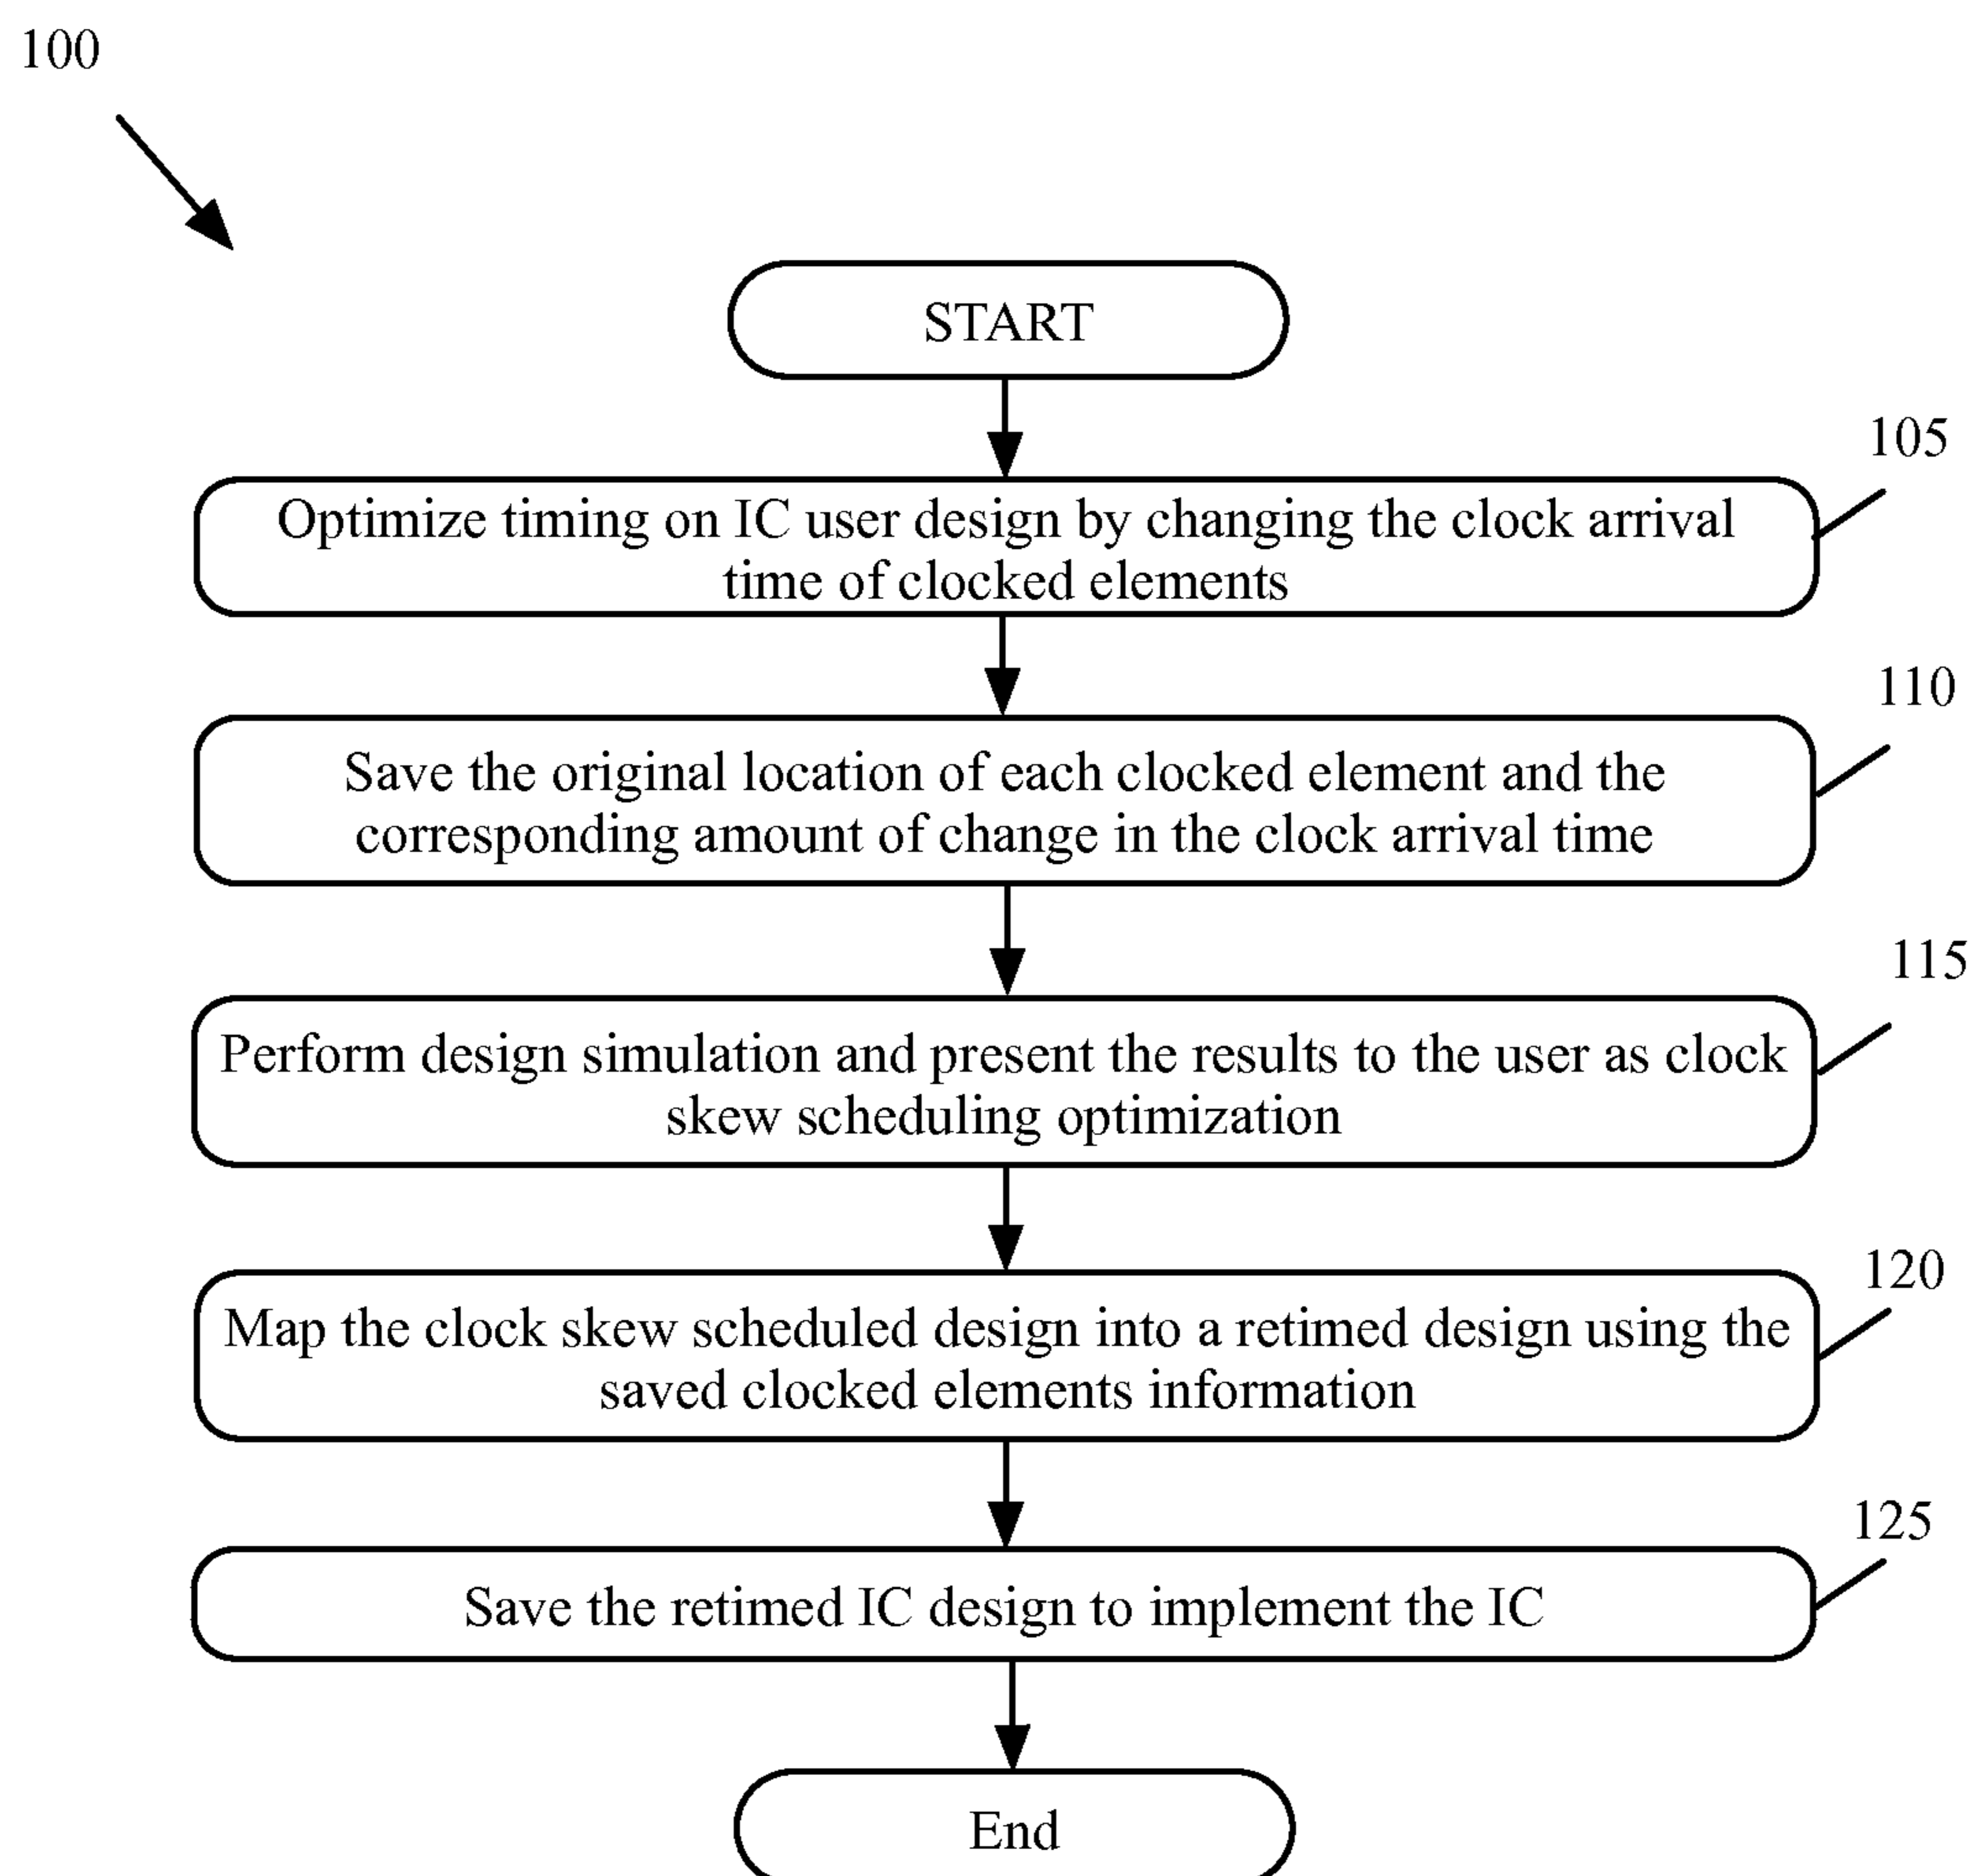 100
START
105
Optimize timing on IC user design by changing the clock arrival
time of clocked elements
110
Save the original location of each clocked element and the
corresponding amount of change in the clock arrival time
115
Perform design simulation and present the results to the user as clock
skew scheduling optimization
120
Map the clock skew scheduled design into a retimed design using the
saved clocked elements information
125
Save the retimed IC design to implement the IC
End